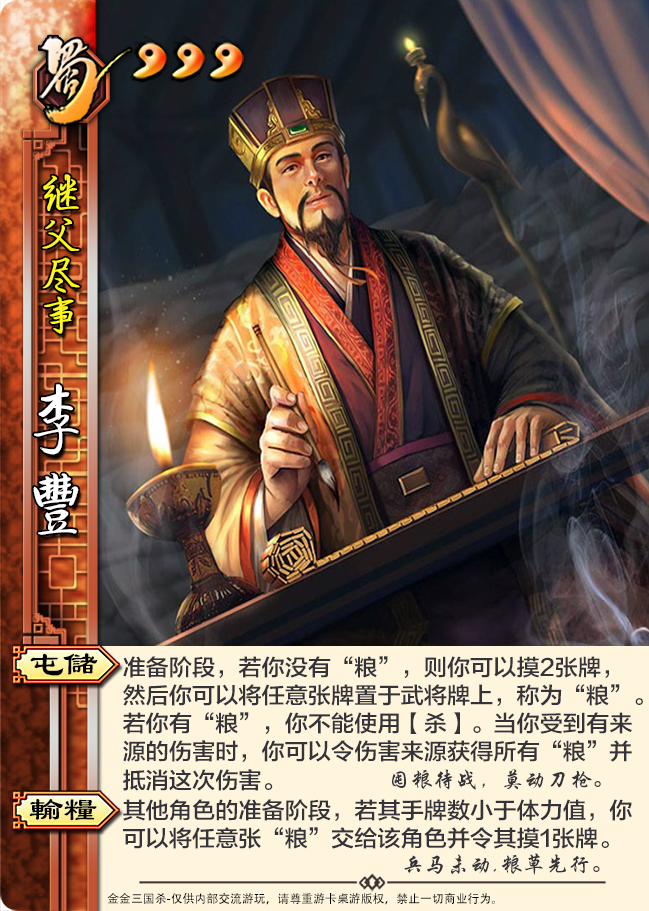 蜀
继父尽事
李豐
屯儲
准备阶段，若你没有“粮”，则你可以摸2张牌，
然后你可以将任意张牌置于武将牌上，称为“粮”。
若你有“粮”，你不能使用【杀】。当你受到有来
源的伤害时，你可以令伤害来源获得所有“粮”并
抵消这次伤害。
囤粮待战，莫动刀枪。
輸糧
其他角色的准备阶段，若其手牌数小于体力值，你
可以将任意张“粮”交给该角色并令其摸1张牌。
兵马未动，粮草先行。
金金三国杀-仅供内部交流游玩，请尊重游卡桌游版权，禁止一切商业行为。